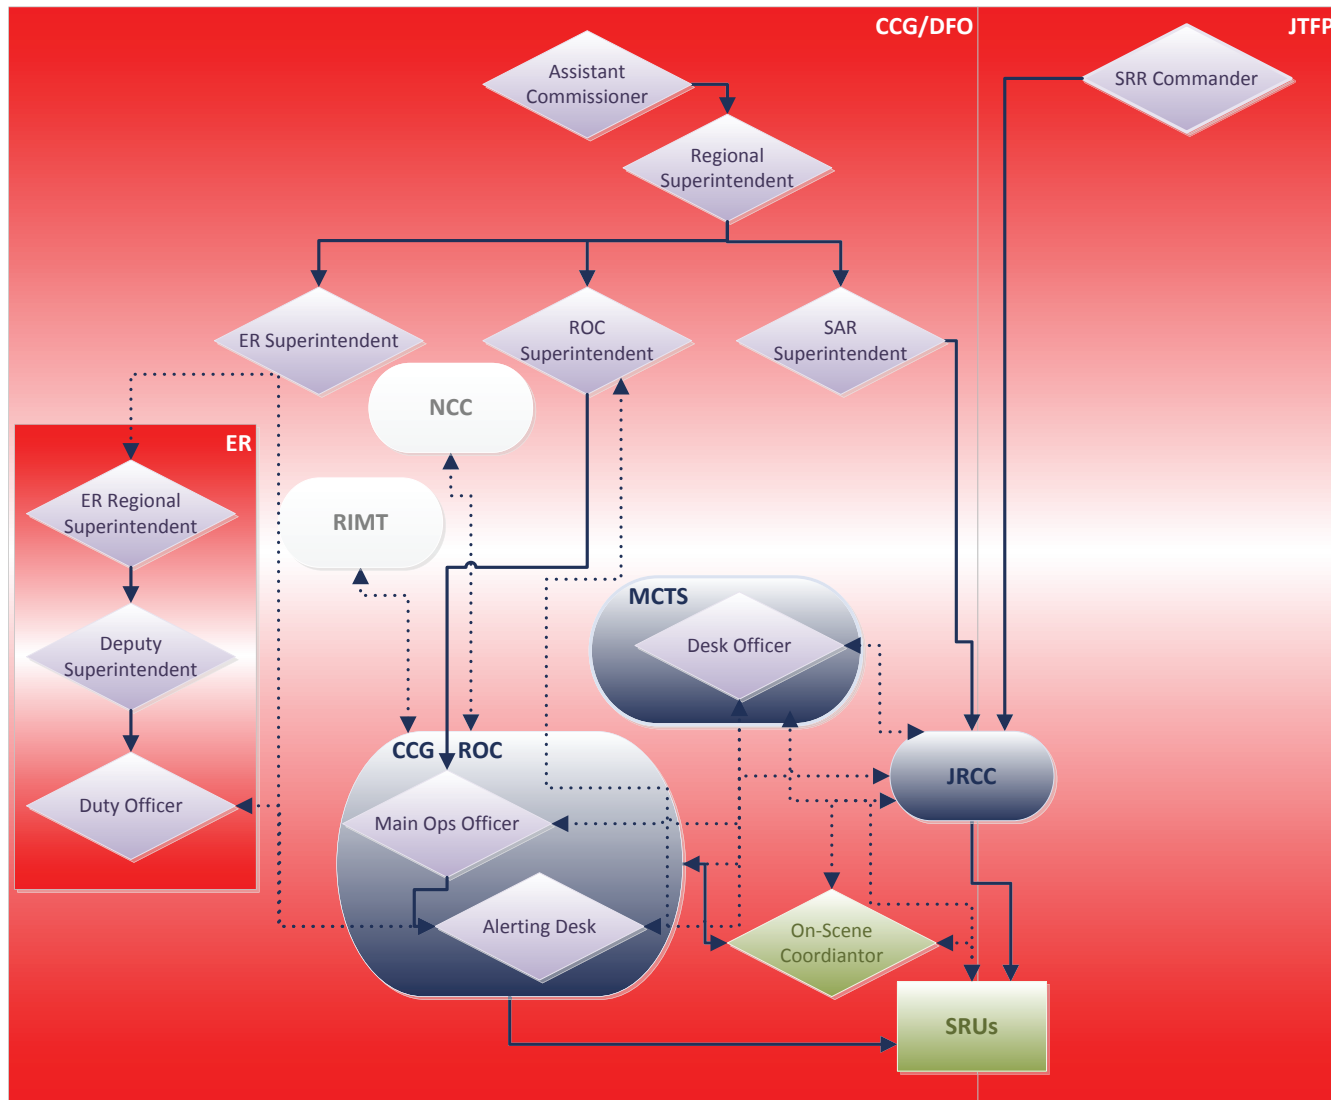 CCG/DFO
JTFP
Assistant
Commissioner
SRR Commander
Regional
Superintendent
ER Superintendent
ROC
Superintendent
SAR
Superintendent
NCC
ER
ER Regional
Superintendent
RIMT
MCTS
Desk Officer
Deputy
Superintendent
CCG ROC
JRCC
Duty Officer
Main Ops Officer
Alerting Desk
On-Scene
Coordiantor
SRUs